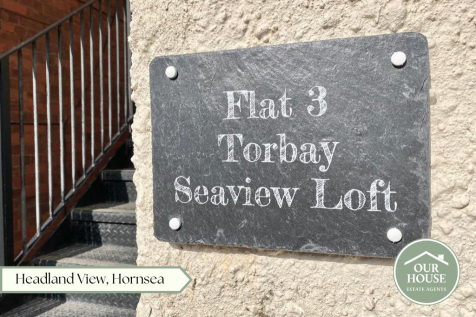 Flat 3
Torbay
Seaview Loft
Headland View, Hornsea
OUR
HOUSE
ESTATE AGENTS